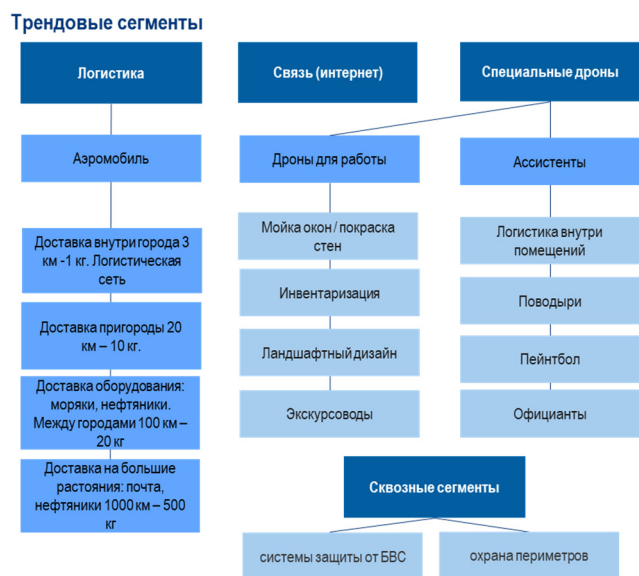 Трендовые сегменты
Логистика
Связь (интернет)
Специальные дроны
Аэромобиль
Дроны для работы
Ассистенты
Доставка внутри города 3
км -1 кг. Логистическая
сеть
Мойка окон / покраска
стен
Логистика внутри
помещений
Доставка пригороды 20
км – 10 кг.
Инвентаризация
Поводыри
Доставка оборудования:
моряки, нефтяники.
Между городами 100 км –
20 кг
Ландшафтный дизайн
Пейнтбол
Доставка на большие
растояния: почта,
нефтяники 1000 км – 500
кг
Экскурсоводы
Официанты
Сквозные сегменты
системы защиты от БВС
охрана периметров